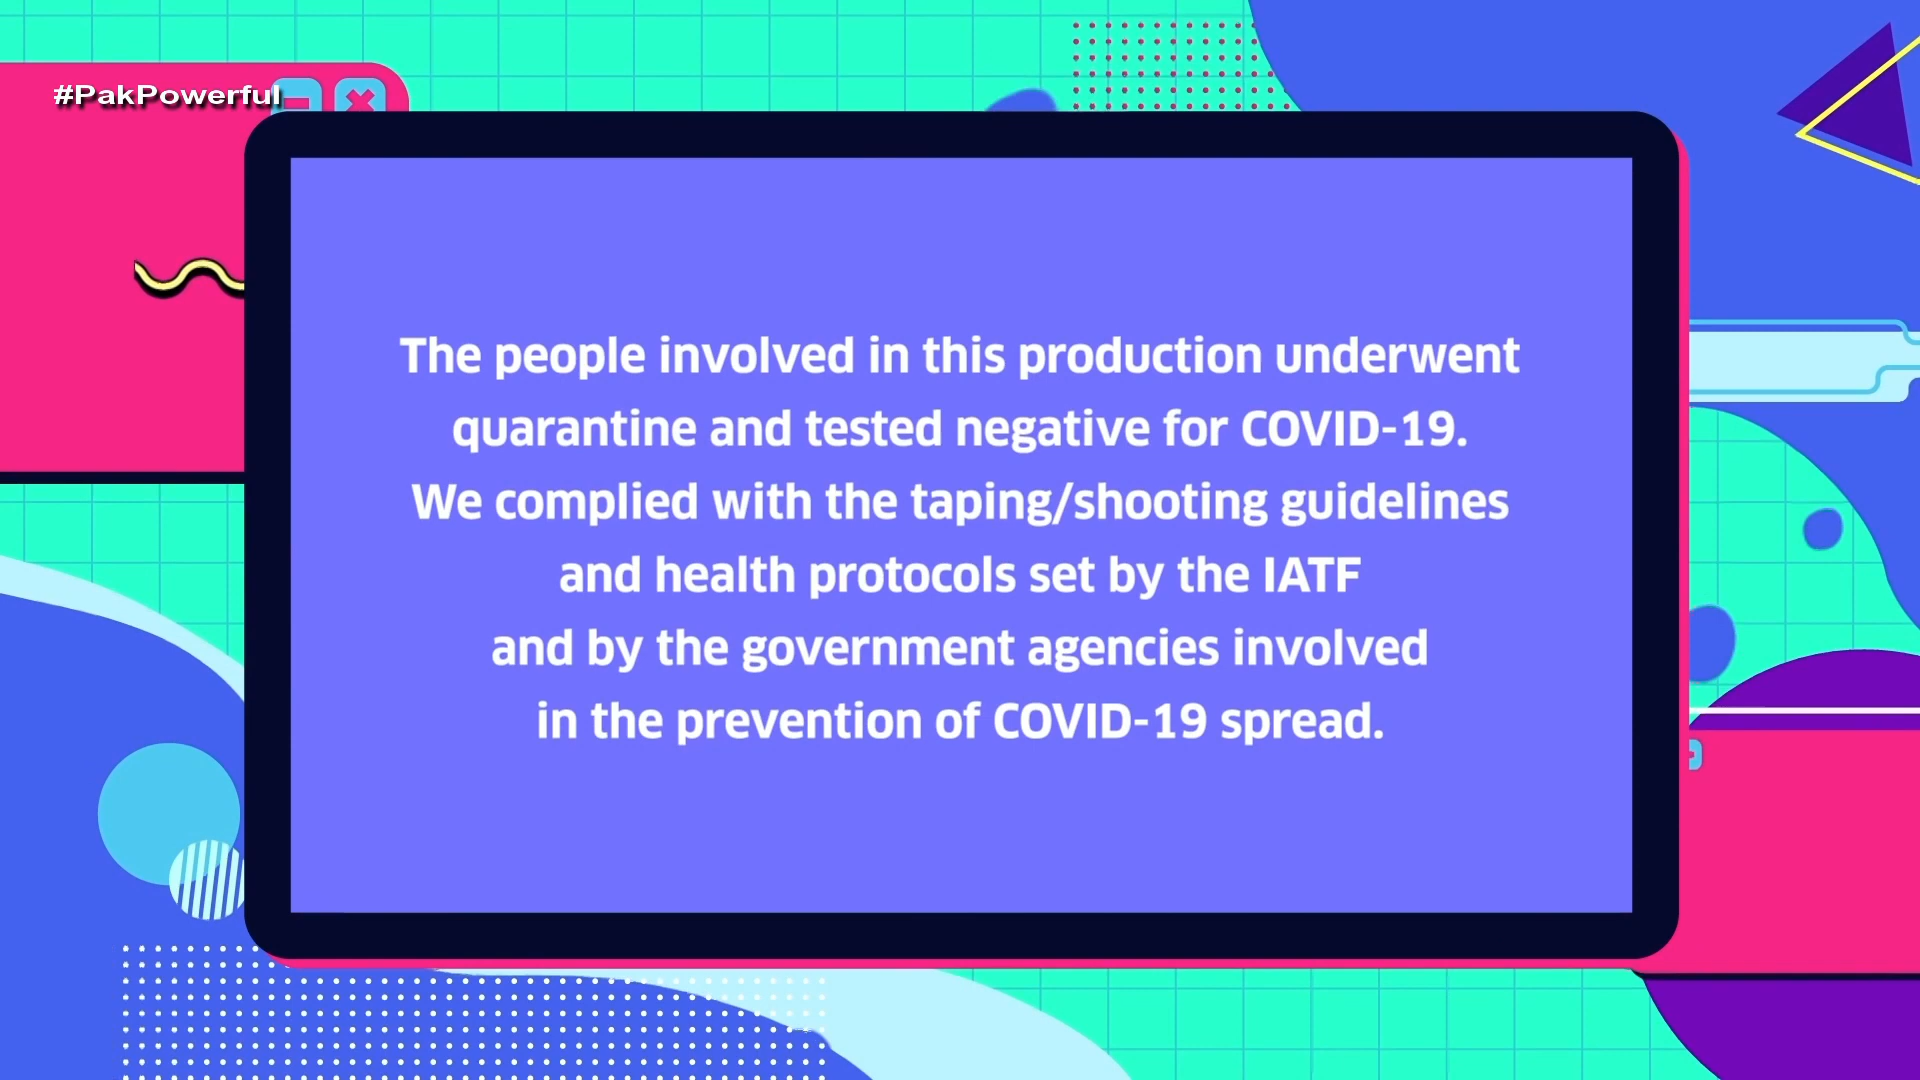 #PakPowerful
The people involved in this production underwent
quarantine and tested negative for COVID-19.
We complied with the taping/shooting guidelines
and health protocols set by the IATF
and by the government agencies involved
in the prevention of COVID-19 spread.